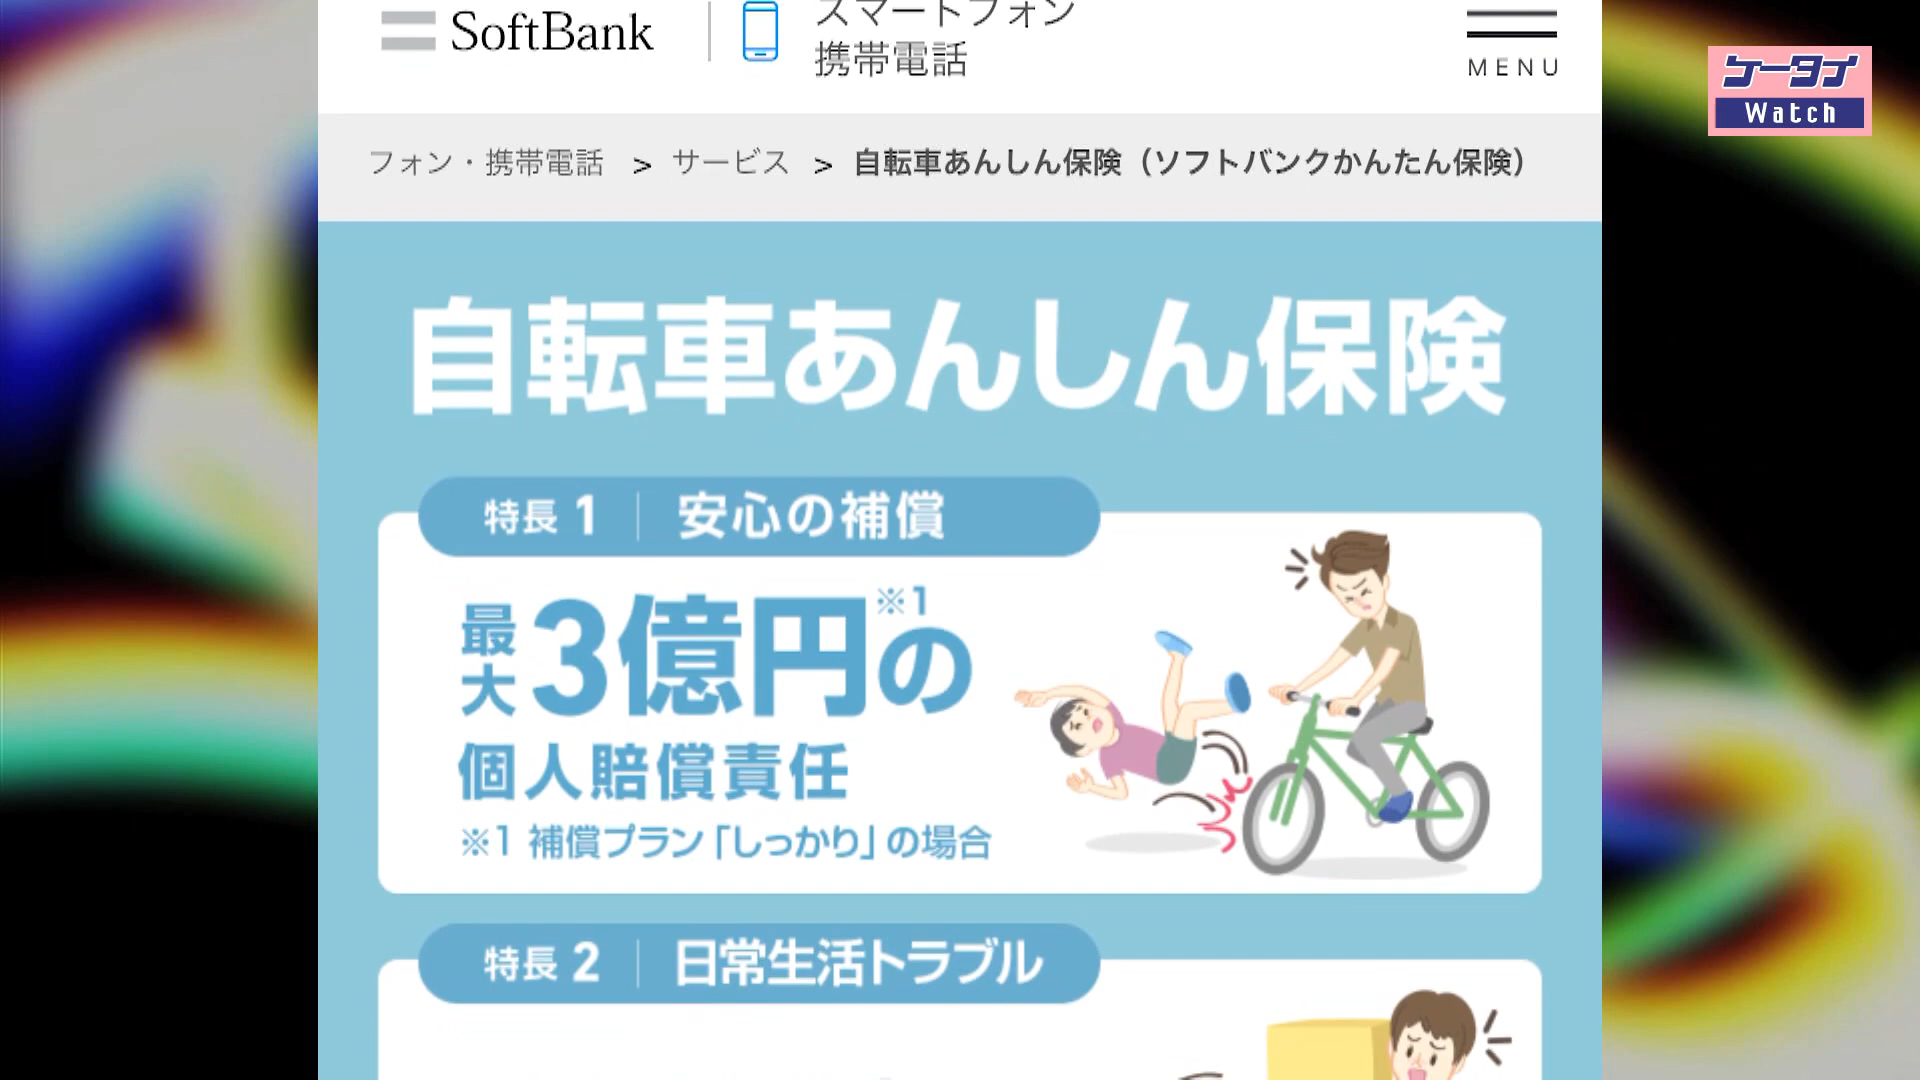 SoftBank
スマートフォン
携帯電話
MENU
ケータイ
Watch
フォン・携帯電話 > サービス > 自転車あんしん保険（ソフトバンクかんたん保険）
自転車あんしん保険
特長 1 安心の補償
最大3億円※1の
個人賠償責任
※1 補償プラン「しっかり」の場合
特長 2 日常生活トラブル